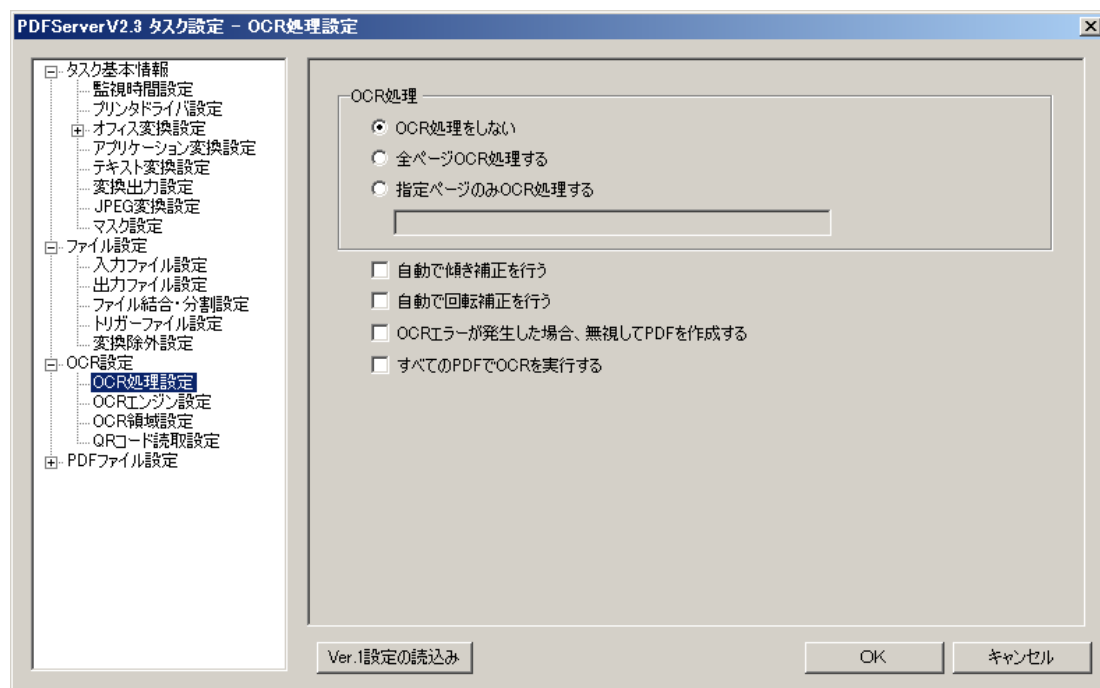 PDFServerV2.3 タスク設定 - OCR処理設定
タスク基本情報
監視時間設定
プリンタドライバ設定
オフィス変換設定
アプリケーション変換設定
テキスト変換設定
変換出力設定
JPEG変換設定
マスク設定
ファイル設定
入力ファイル設定
出力ファイル設定
ファイル結合・分割設定
トリガーファイル設定
変換除外設定
OCR設定
OCR処理設定
OCRエンジン設定
OCR領域設定
QRコード読取設定
PDFファイル設定
OCR処理
OCR処理をしない
全ページOCR処理する
指定ページのみOCR処理する
自動で傾き補正を行う
自動で回転補正を行う
OCRエラーが発生した場合、無視してPDFを作成する
すべてのPDFでOCRを実行する
Ver.1設定の読込み
OK
キャンセル